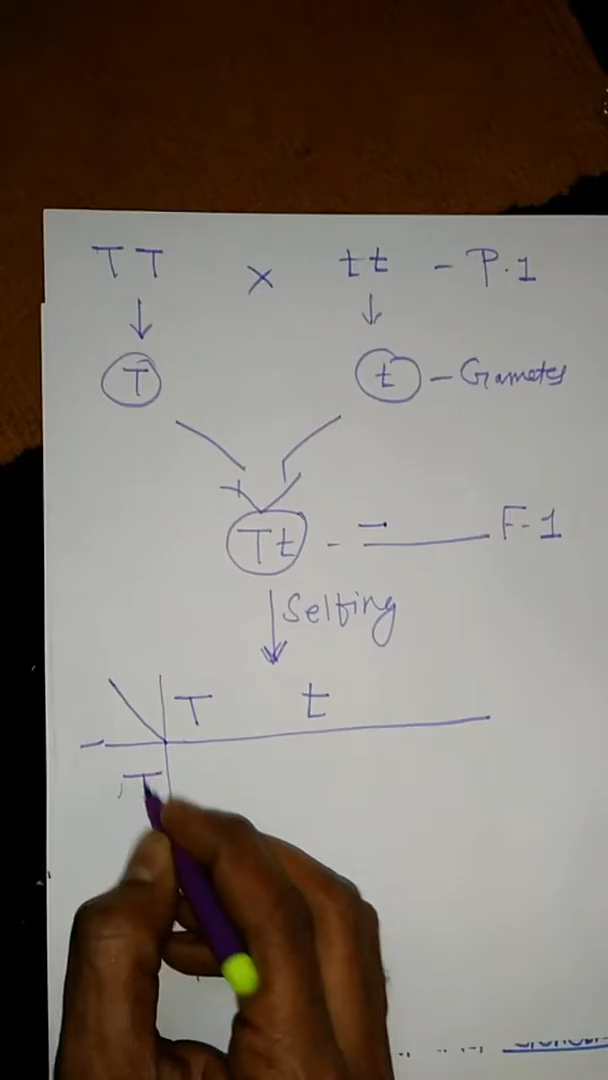 TT × tt - P.1
T t - Gametes
Tt - F-1
Selfing
T t
T